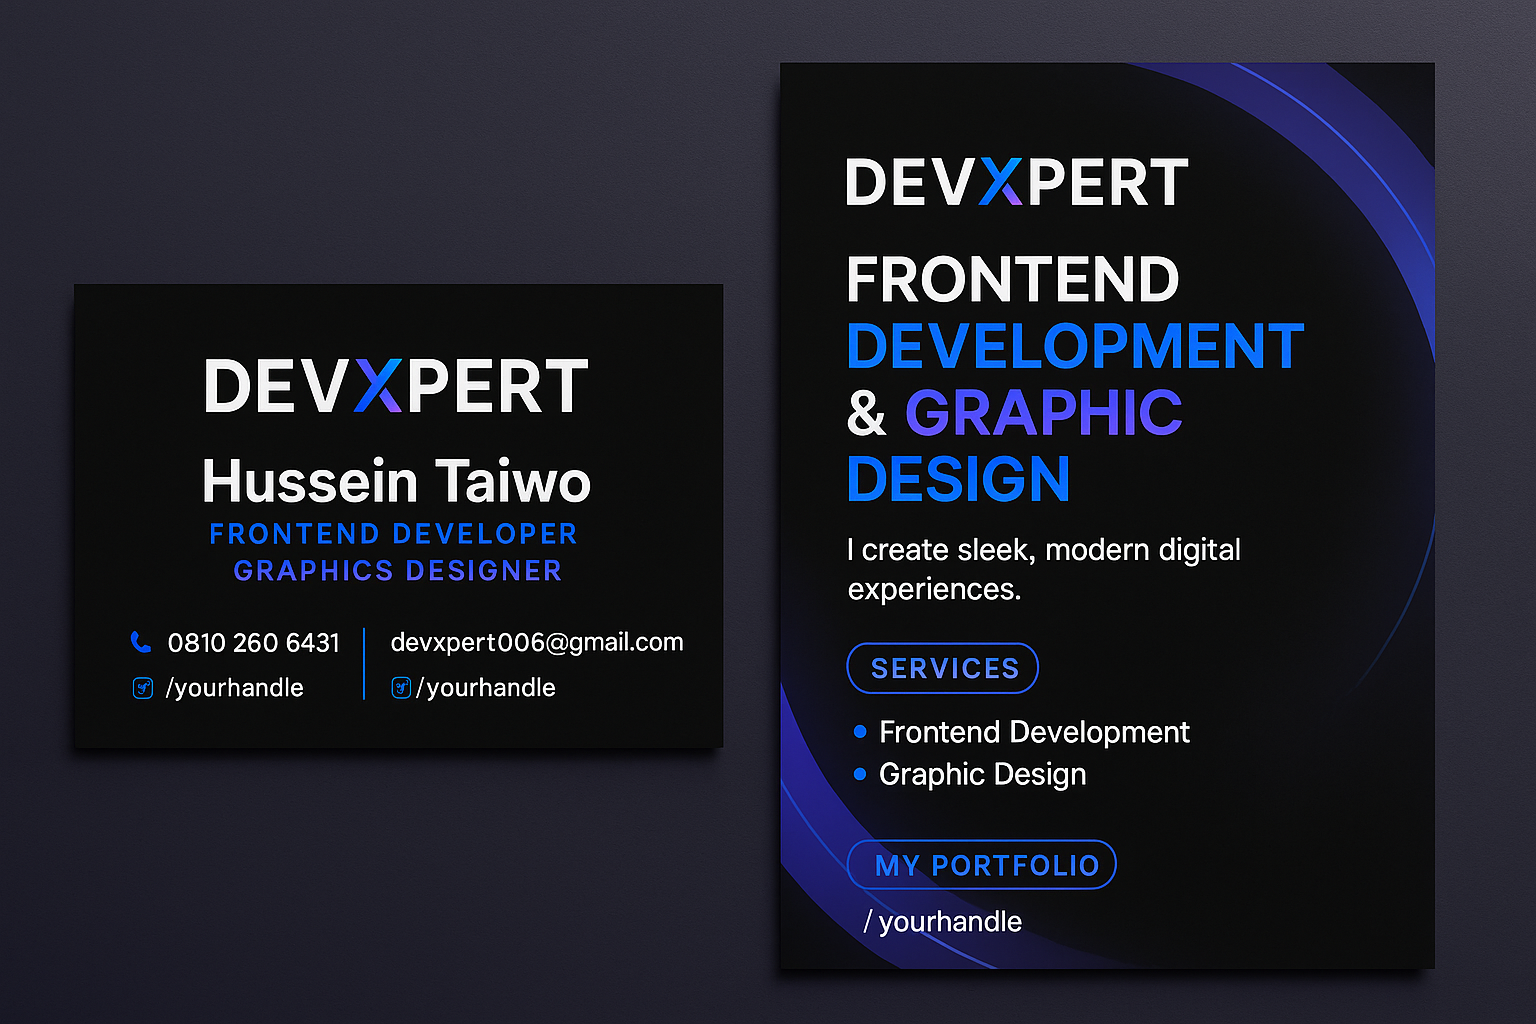 DEVXPERT
Hussein Taiwo
FRONTEND DEVELOPER
GRAPHICS DESIGNER
0810 260 6431
devxpert006@gmail.com
/yourhandle
/yourhandle
DEVXPERT
FRONTEND
DEVELOPMENT
& GRAPHIC
DESIGN
I create sleek, modern digital
experiences.
SERVICES
Frontend Development
Graphic Design
MY PORTFOLIO
/ yourhandle